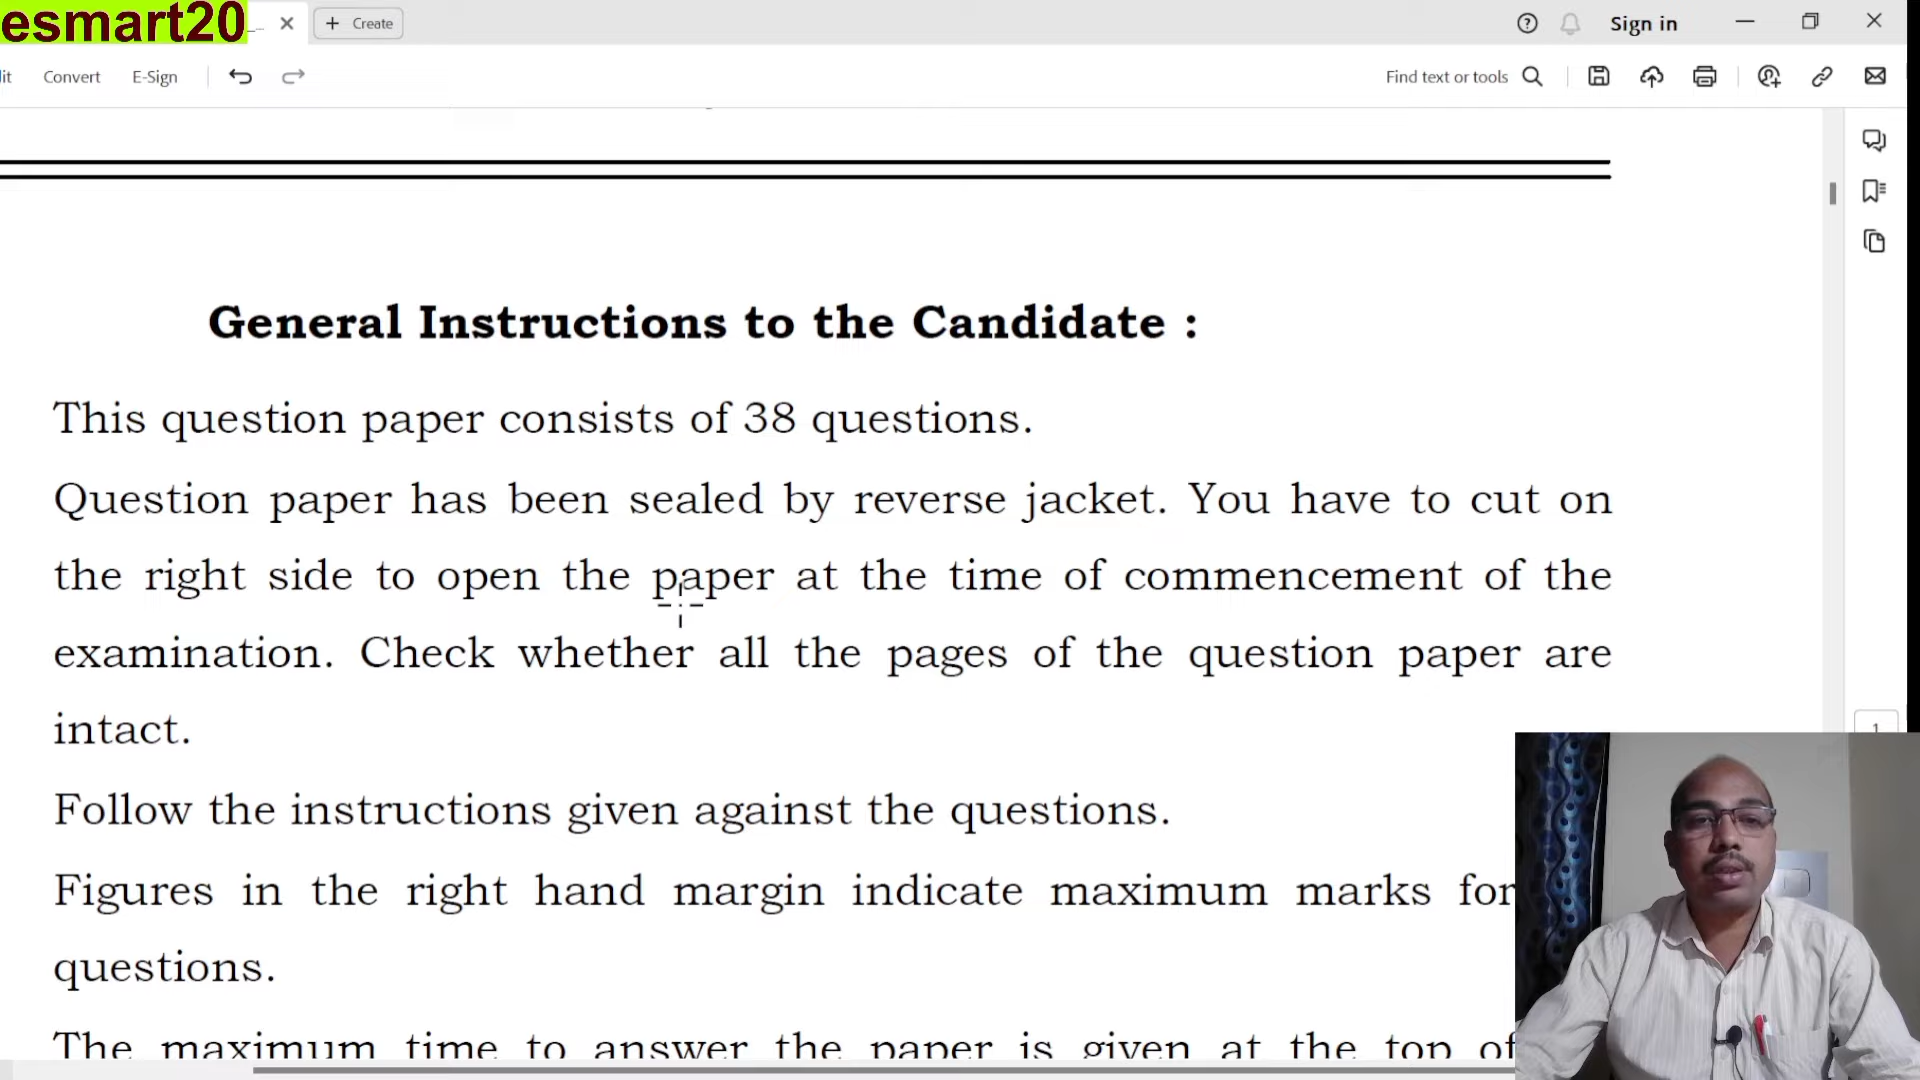 esmart20
Create
Sign in
it Convert E-Sign
Find text or tools
General Instructions to the Candidate :
This question paper consists of 38 questions.
Question paper has been sealed by reverse jacket. You have to cut on
the right side to open the paper at the time of commencement of the
examination. Check whether all the pages of the question paper are
intact.
Follow the instructions given against the questions.
Figures in the right hand margin indicate maximum marks for
questions.
The maximum time to answer the paper is given at the top of
1